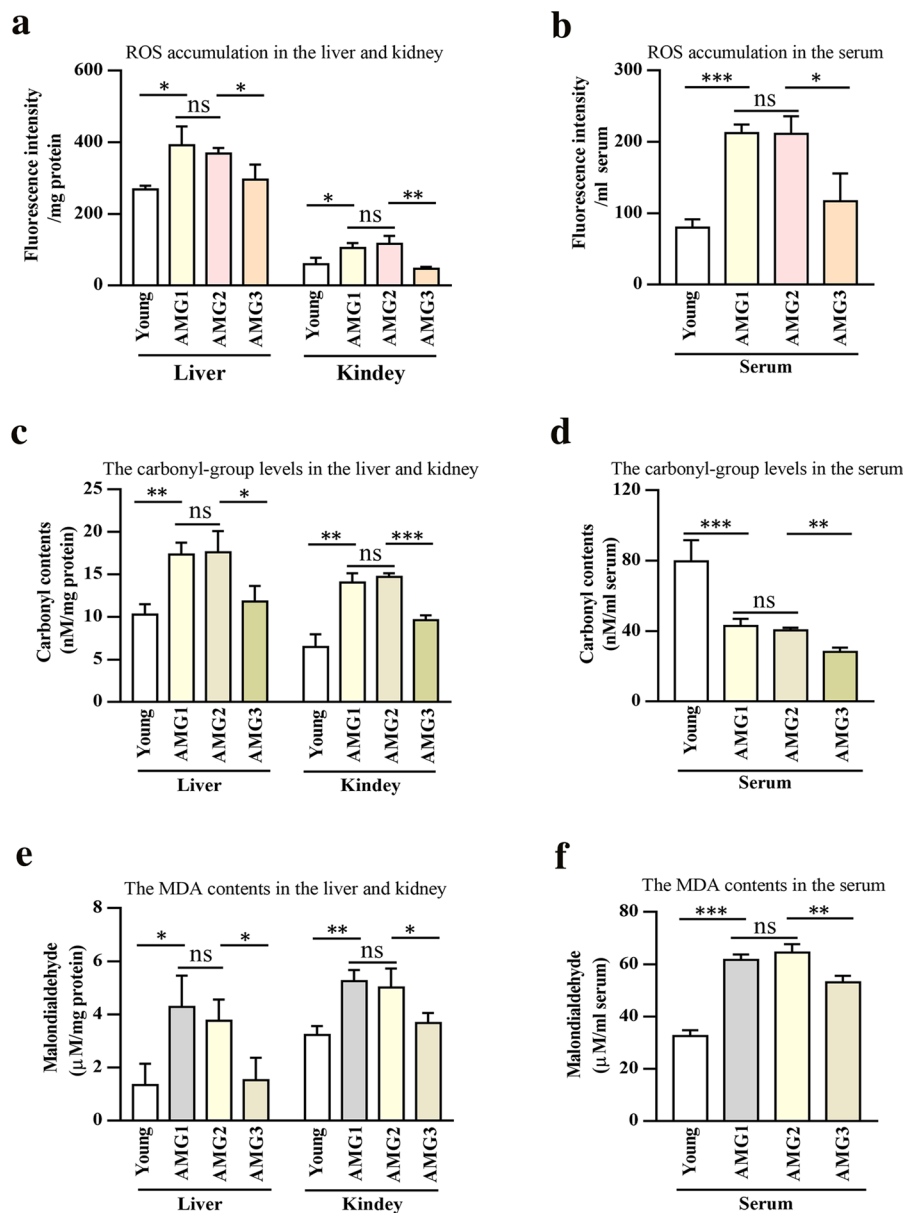 a
ROS accumulation in the liver and kidney
Fluorescence intensity
/mg protein
600
400
200
0
*
ns
*
*
ns
**
Young
AMG1
AMG2
AMG3
Young
AMG1
AMG2
AMG3
Liver
Kindey
b
ROS accumulation in the serum
Fluorescence intensity
/ml serum
300
200
100
0
***
ns
*
Young
AMG1
AMG2
AMG3
Serum
c
The carbonyl-group levels in the liver and kidney
Carbonyl contents
(nM/mg protein)
25
20
15
10
5
0
**
ns
*
**
ns
***
Young
AMG1
AMG2
AMG3
Young
AMG1
AMG2
AMG3
Liver
Kindey
d
The carbonyl-group levels in the serum
Carbonyl contents
(nM/ml serum)
120
80
40
0
***
ns
**
Young
AMG1
AMG2
AMG3
Serum
e
The MDA contents in the liver and kidney
Malondialdehyde
(μ M/mg protein)
8
6
4
2
0
*
ns
*
**
ns
*
Young
AMG1
AMG2
AMG3
Young
AMG1
AMG2
AMG3
Liver
Kindey
f
The MDA contents in the serum
Malondialdehyde
(μ M/ml serum)
80
60
40
20
0
***
ns
**
Young
AMG1
AMG2
AMG3
Serum